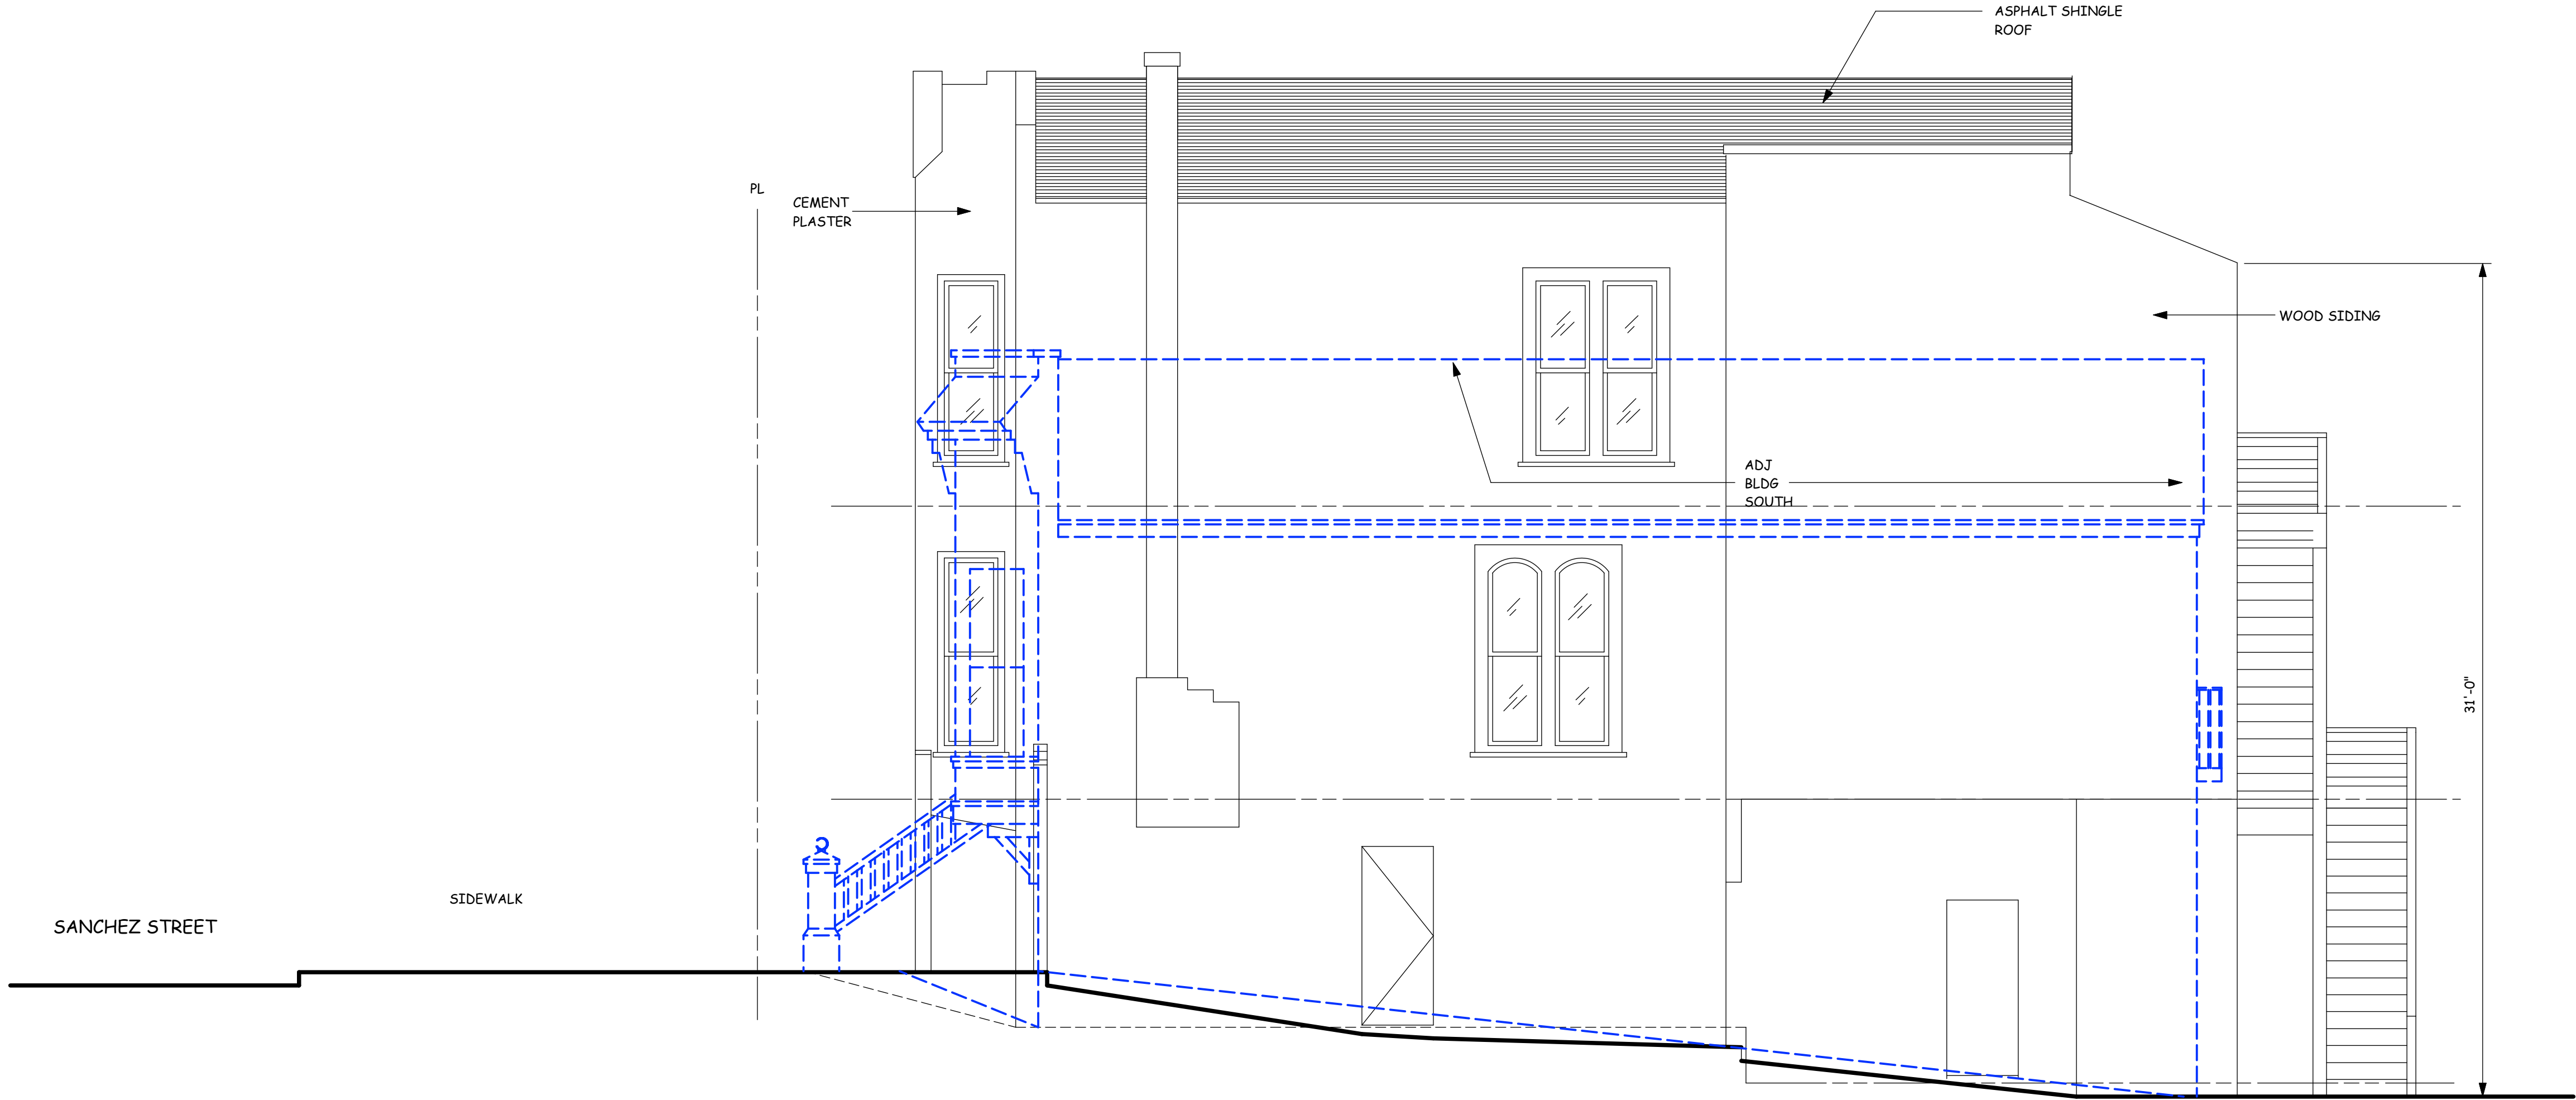 ASPHALT SHINGLE
ROOF
PL
CEMENT
PLASTER
WOOD SIDING
ADJ
BLDG
SOUTH
31'-0"
SIDEWALK
SANCHEZ STREET